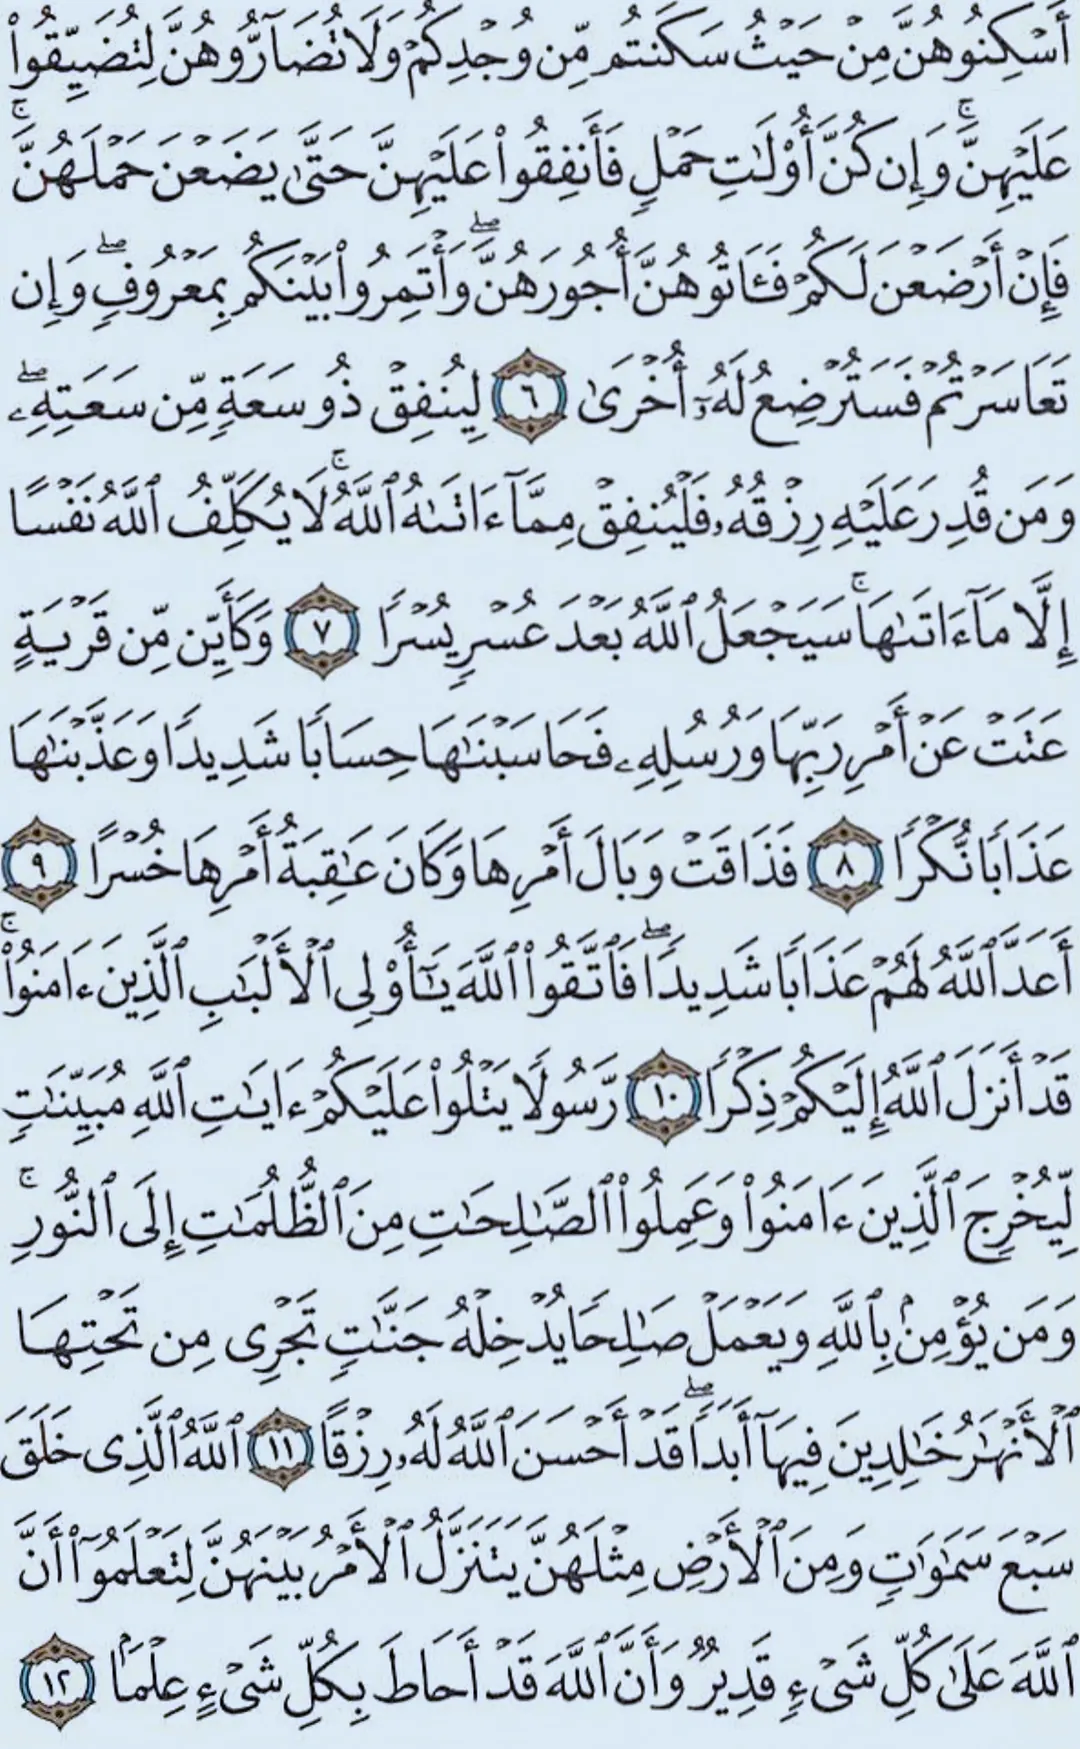 أَسۡكِنُوهُنَّ مِنۡ حَيۡثُ سَكَنتُم مِّن وُجۡدِكُمۡ وَلَا تُضَآرُّوهُنَّ لِتُضَيِّقُواْ
عَلَيۡهِنَّۚ وَإِن كُنَّ أُوْلَٰتِ حَمۡلٖ فَأَنفِقُواْ عَلَيۡهِنَّ حَتَّىٰ يَضَعۡنَ حَمۡلَهُنَّۚ
فَإِنۡ أَرۡضَعۡنَ لَكُمۡ فَـَٔاتُوهُنَّ أُجُورَهُنَّ وَأۡتَمِرُواْ بَيۡنَكُم بِمَعۡرُوفٖۖ وَإِن
تَعَاسَرۡتُمۡ فَسَتُرۡضِعُ لَهُۥٓ أُخۡرَىٰ ٦ لِيُنفِقۡ ذُو سَعَةٖ مِّن سَعَتِهِۦۖ
وَمَن قُدِرَ عَلَيۡهِ رِزۡقُهُۥ فَلۡيُنفِقۡ مِمَّآ ءَاتَىٰهُ ٱللَّهُۚ لَا يُكَلِّفُ ٱللَّهُ نَفۡسًا
إِلَّا مَآ ءَاتَىٰهَاۚ سَيَجۡعَلُ ٱللَّهُ بَعۡدَ عُسۡرٖ يُسۡرٗا ٧ وَكَأَيِّن مِّن قَرۡيَةٍ
عَتَتۡ عَنۡ أَمۡرِ رَبِّهَا وَرُسُلِهِۦ فَحَاسَبۡنَٰهَا حِسَابٗا شَدِيدٗا وَعَذَّبۡنَٰهَا
عَذَابٗا نُّكۡرٗا ٨ فَذَاقَتۡ وَبَالَ أَمۡرِهَا وَكَانَ عَٰقِبَةُ أَمۡرِهَا خُسۡرًا ٩
أَعَدَّ ٱللَّهُ لَهُمۡ عَذَابٗا شَدِيدٗاۖ فَٱتَّقُواْ ٱللَّهَ يَٰٓأُوْلِي ٱلۡأَلۡبَٰبِ ٱلَّذِينَ ءَامَنُواْۚ
قَدۡ أَنزَلَ ٱللَّهُ إِلَيۡكُمۡ ذِكۡرٗا ١٠ رَّسُولٗا يَتۡلُواْ عَلَيۡكُمۡ ءَايَٰتِ ٱللَّهِ مُبَيِّنَٰتٖ
لِّيُخۡرِجَ ٱلَّذِينَ ءَامَنُواْ وَعَمِلُواْ ٱلصَّٰلِحَٰتِ مِنَ ٱلظُّلُمَٰتِ إِلَى ٱلنُّورِۚ
وَمَن يُؤۡمِنۢ بِٱللَّهِ وَيَعۡمَلۡ صَٰلِحٗا يُدۡخِلۡهُ جَنَّٰتٖ تَجۡرِي مِن تَحۡتِهَا
ٱلۡأَنۡهَٰرُ خَٰلِدِينَ فِيهَآ أَبَدٗاۖ قَدۡ أَحۡسَنَ ٱللَّهُ لَهُۥ رِزۡقًا ١١ ٱللَّهُ ٱلَّذِي خَلَقَ
سَبۡعَ سَمَٰوَٰتٖ وَمِنَ ٱلۡأَرۡضِ مِثۡلَهُنَّ يَتَنَزَّلُ ٱلۡأَمۡرُ بَيۡنَهُنَّ لِتَعۡلَمُوٓاْ أَنَّ
ٱللَّهَ عَلَىٰ كُلِّ شَيۡءٖ قَدِيرٞ وَأَنَّ ٱللَّهَ قَدۡ أَحَاطَ بِكُلِّ شَيۡءٍ عِلۡمَۢا ١٢